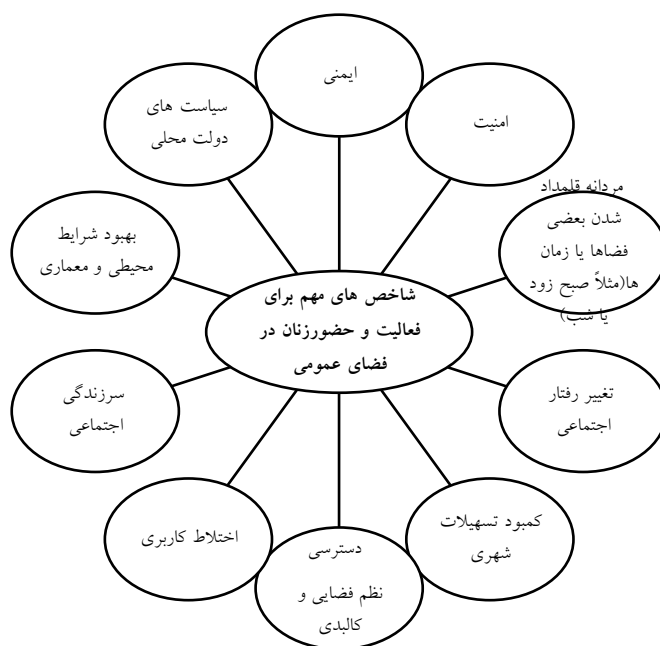 ایمنی
امنیت
مردانه قلمداد
شدن بعضی
فضاها یا زمان
ها(مثلاً صبح زود
یا شب)
تغییر رفتار
اجتماعی
کمبود تسهیلات
شهری
دسترسی
نظم فضایی و
کالبدی
اختلاط کاربری
سرزندگی
اجتماعی
بهبود شرایط
محیطی و معماری
سیاست های
دولت محلی
شاخص های مهم برای
فعالیت و حضورزنان در
فضای عمومی